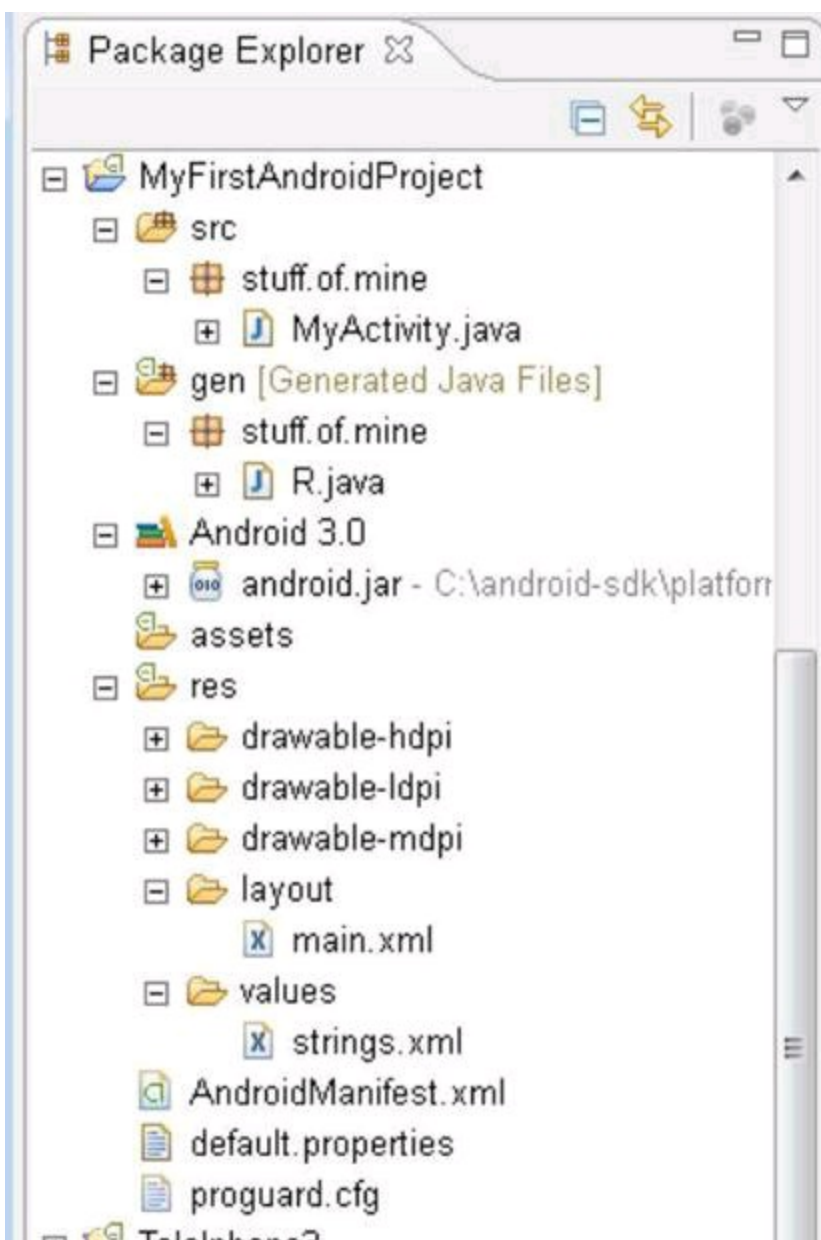 Package Explorer
MyFirstAndroidProject
src
stuff.of.mine
MyActivity.java
gen [Generated Java Files]
stuff.of.mine
R.java
Android 3.0
android.jar - C:\android-sdk\platforr
assets
res
drawable-hdpi
drawable-ldpi
drawable-mdpi
layout
main.xml
values
strings.xml
AndroidManifest.xml
default.properties
proguard.cfg